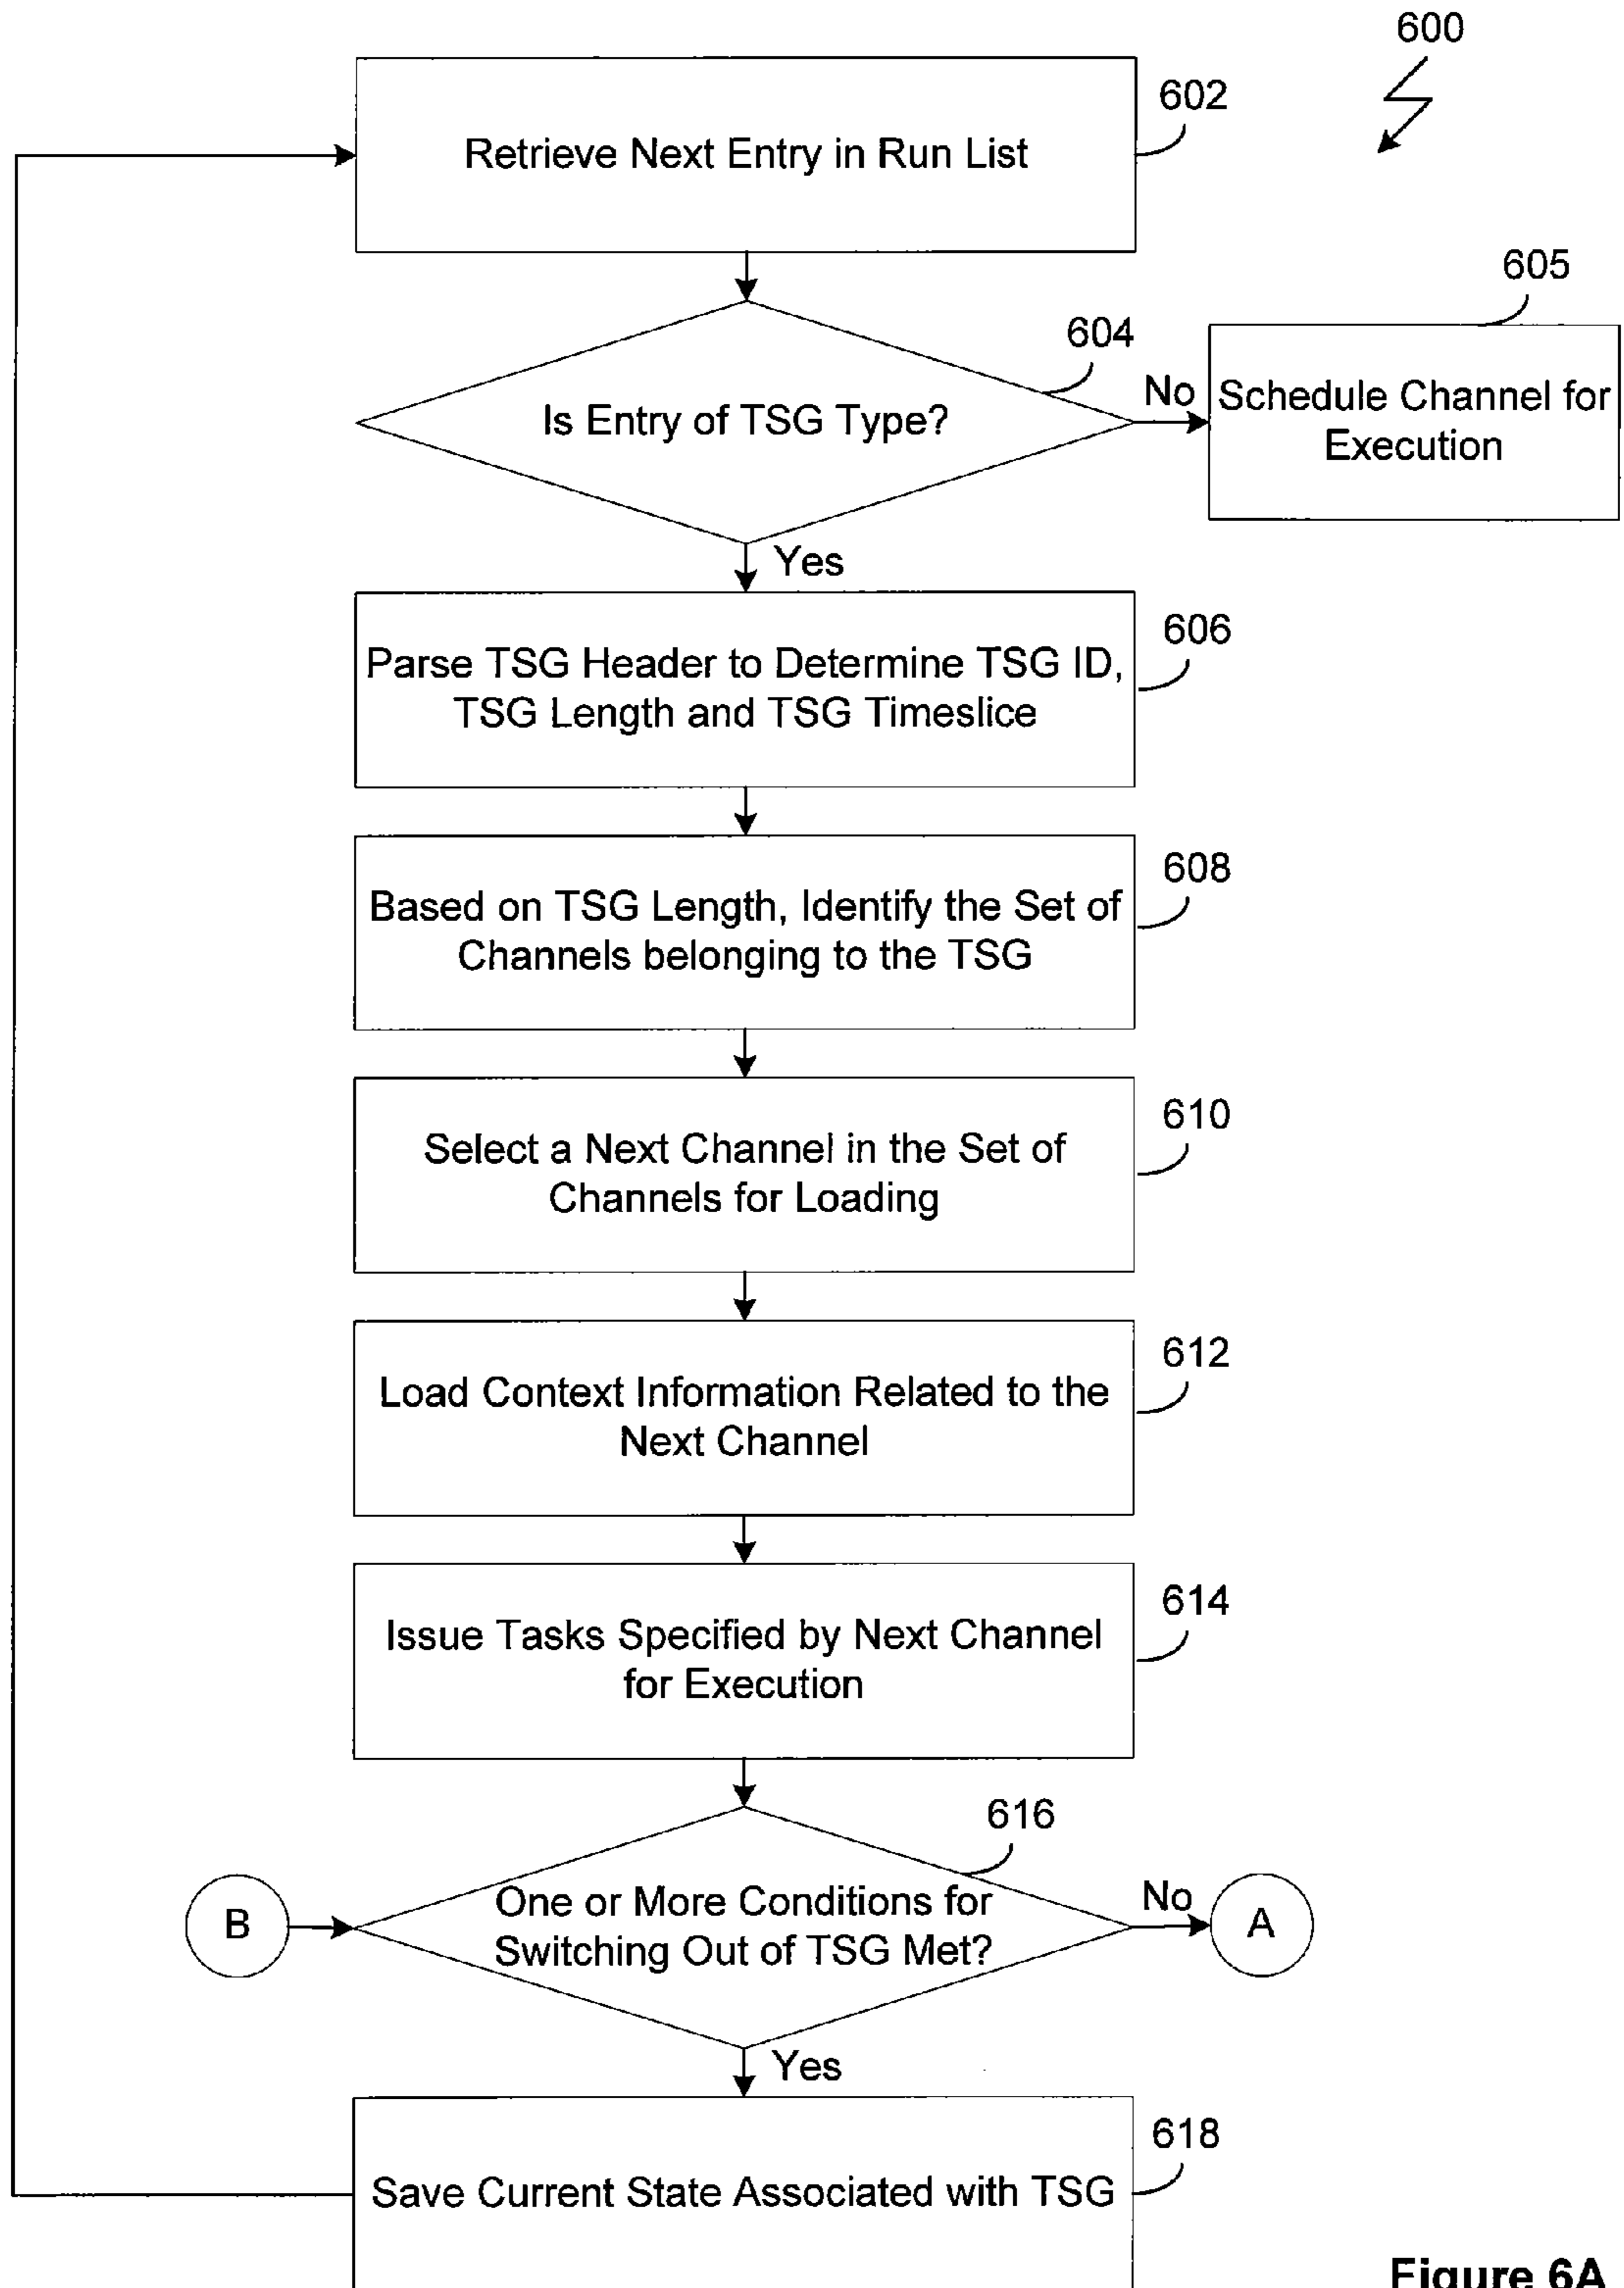 600
602
Retrieve Next Entry in Run List
605
604
No
Schedule Channel for
Execution
Is Entry of TSG Type?
Yes
606
Parse TSG Header to Determine TSG ID,
TSG Length and TSG Timeslice
608
Based on TSG Length, Identify the Set of
Channels belonging to the TSG
610
Select a Next Channel in the Set of
Channels for Loading
612
Load Context Information Related to the
Next Channel
614
Issue Tasks Specified by Next Channel
for Execution
616
B
One or More Conditions for
Switching Out of TSG Met?
No
A
Yes
618
Save Current State Associated with TSG
Figure 6A